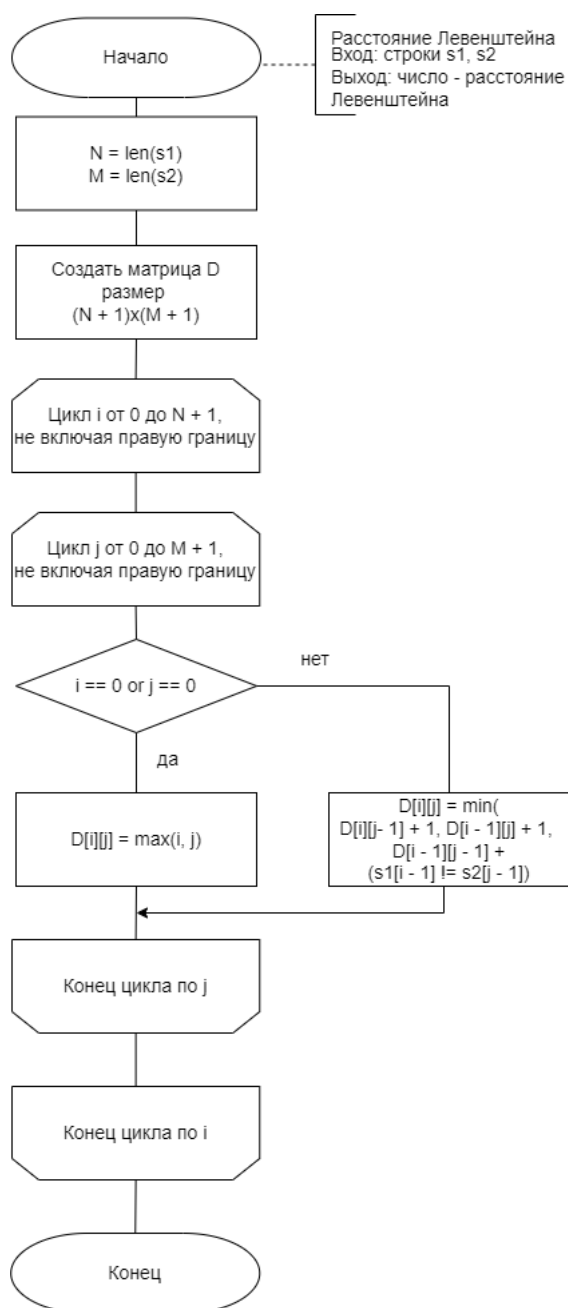 Начало
Расстояние Левенштейна
Вход: строки s1, s2
Выход: число - расстояние
Левенштейна
N = len(s1)
M = len(s2)
Создать матрица D
размер
(N + 1)x(M + 1)
Цикл i от 0 до N + 1,
не включая правую границу
Цикл j от 0 до M + 1,
не включая правую границу
i == 0 or j == 0
нет
да
D[i][j] = max(i, j)
D[i][j] = min(
D[i][j- 1] + 1, D[i - 1][j] + 1,
D[i - 1][j - 1] +
(s1[i - 1] != s2[j - 1])
Конец цикла по j
Конец цикла по i
Конец